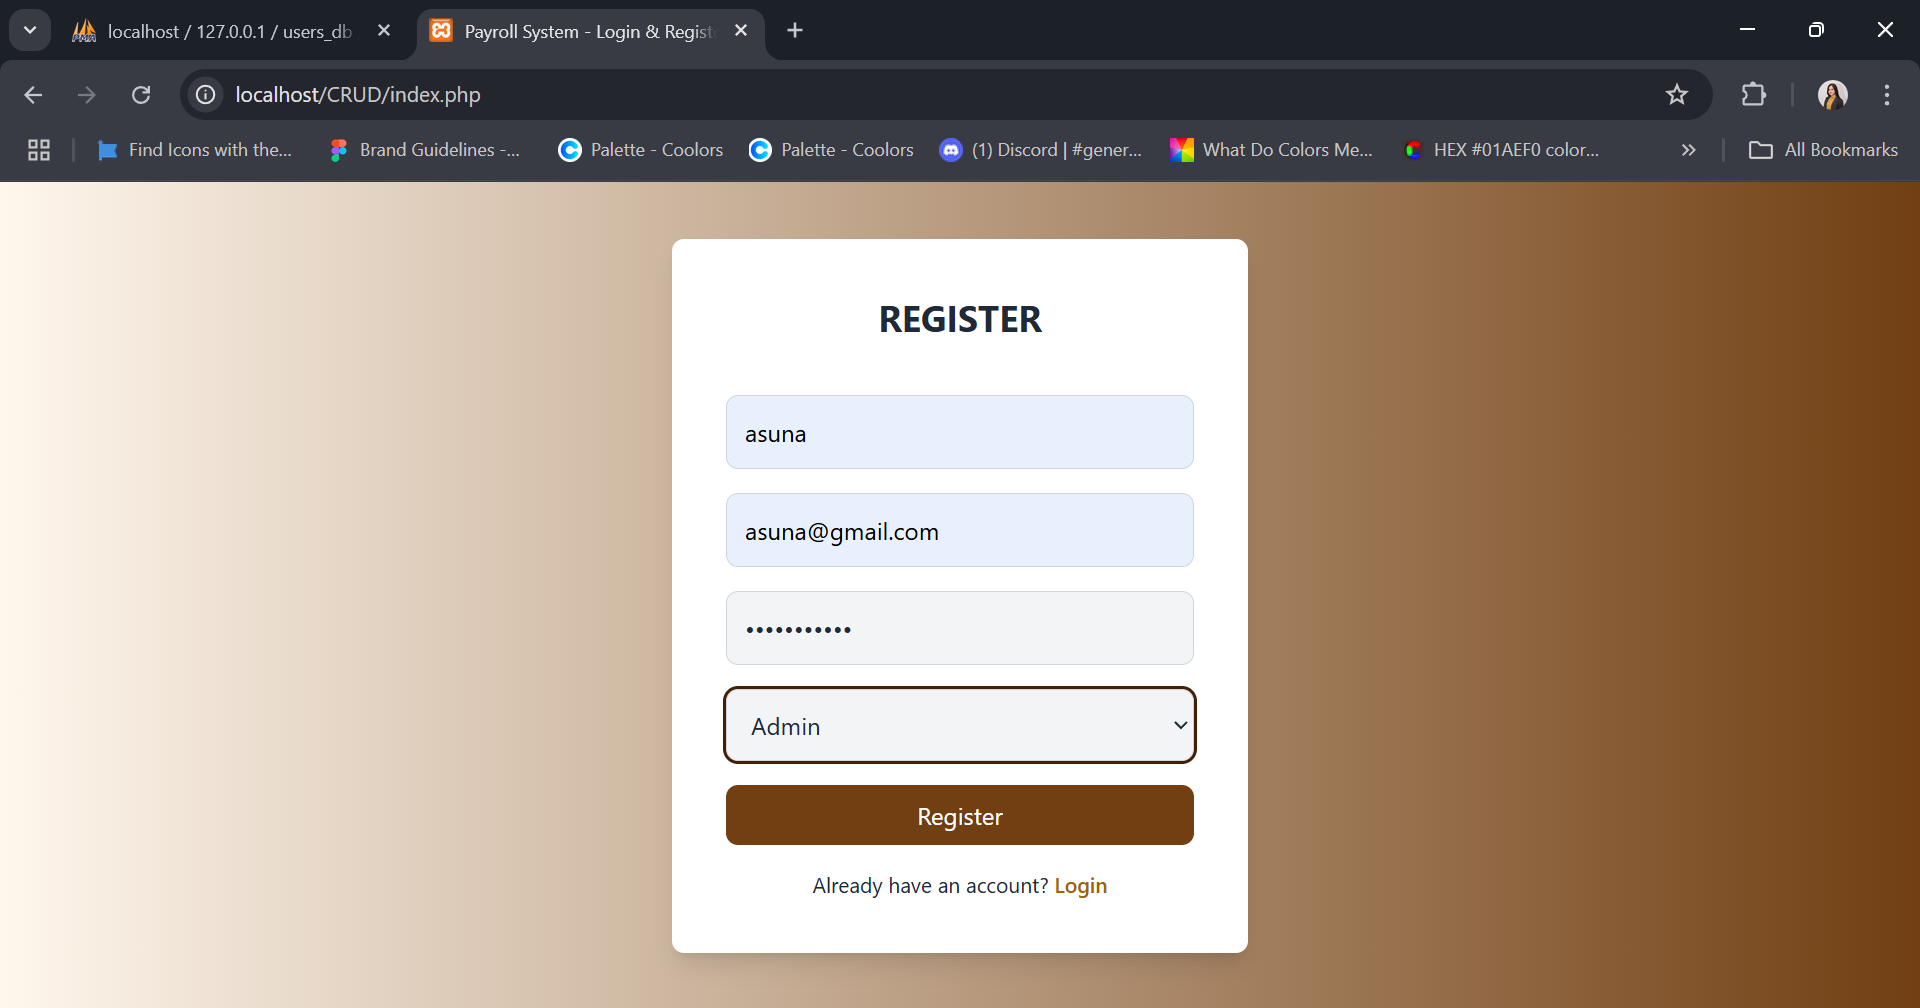 localhost / 127.0.0.1 / users_db
Payroll System - Login & Regist
localhost/CRUD/index.php
Find Icons with the...
Brand Guidelines -...
Palette - Coolors
Palette - Coolors
(1) Discord | #gener...
What Do Colors Me...
HEX #01AEF0 color...
All Bookmarks
REGISTER
asuna
asuna@gmail.com
•••••••••••
Admin
Register
Already have an account? Login